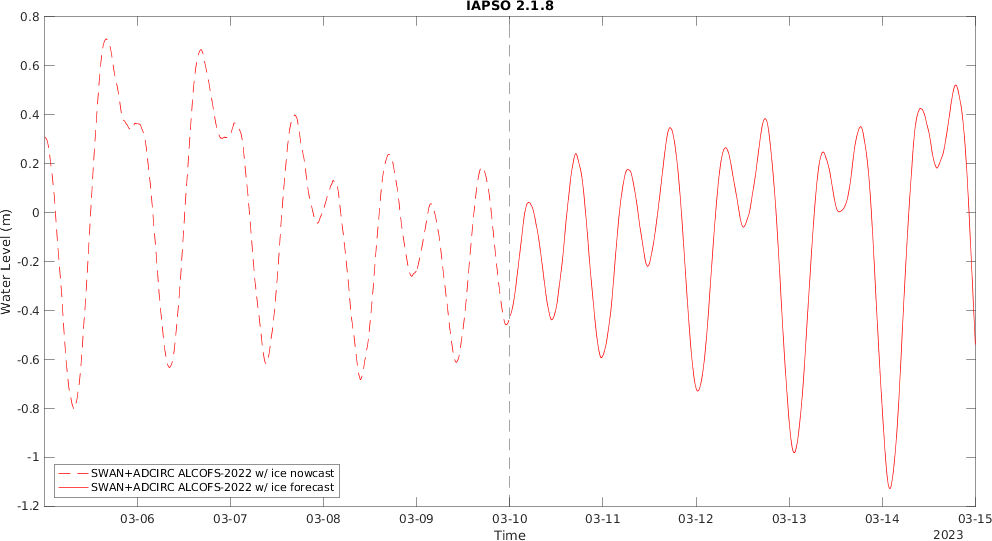 IAPSO 2.1.8
0.8
0.6
0.4
0.2
0
-0.2
-0.4
-0.6
-0.8
-1
-1.2
Water Level (m)
SWAN+ADCIRC ALCOFS-2022 w/ ice nowcast
SWAN+ADCIRC ALCOFS-2022 w/ ice forecast
03-06 03-07 03-08 03-09 03-10 03-11 03-12 03-13 03-14 03-15
Time
2023